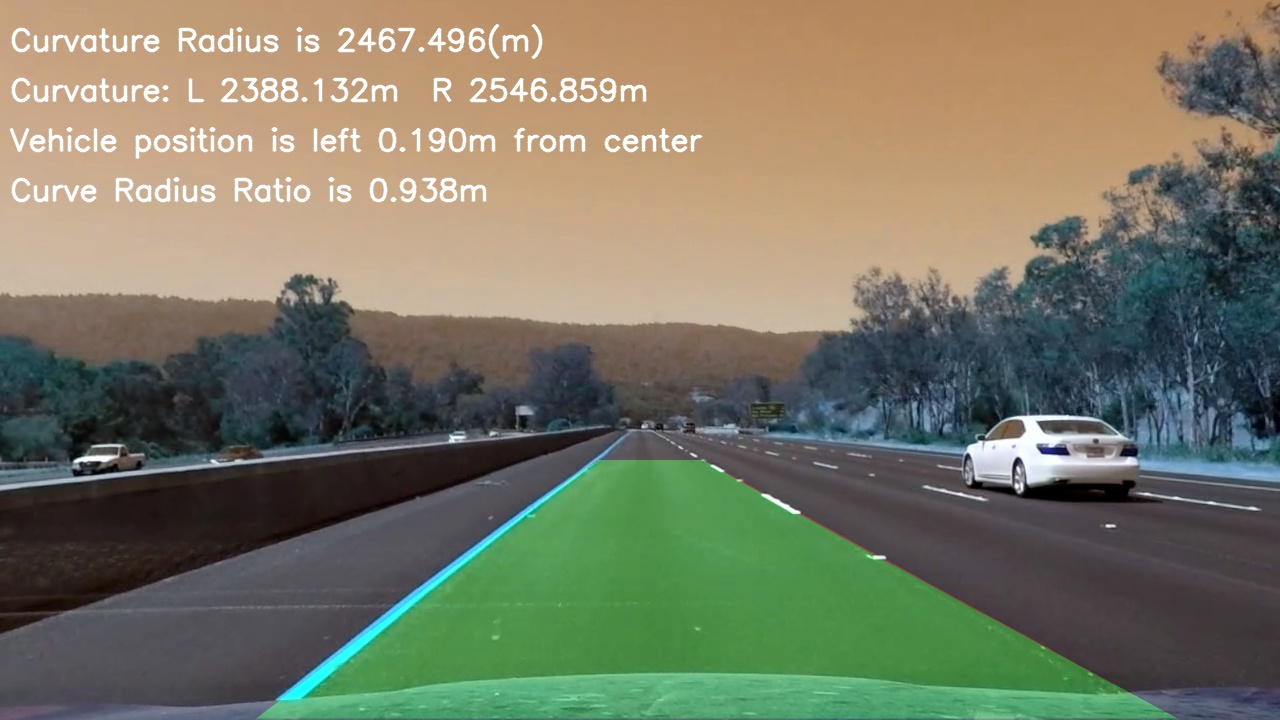 Curvature Radius is 2467.496(m)
Curvature: L 2388.132m R 2546.859m
Vehicle position is left 0.190m from center
Curve Radius Ratio is 0.938m